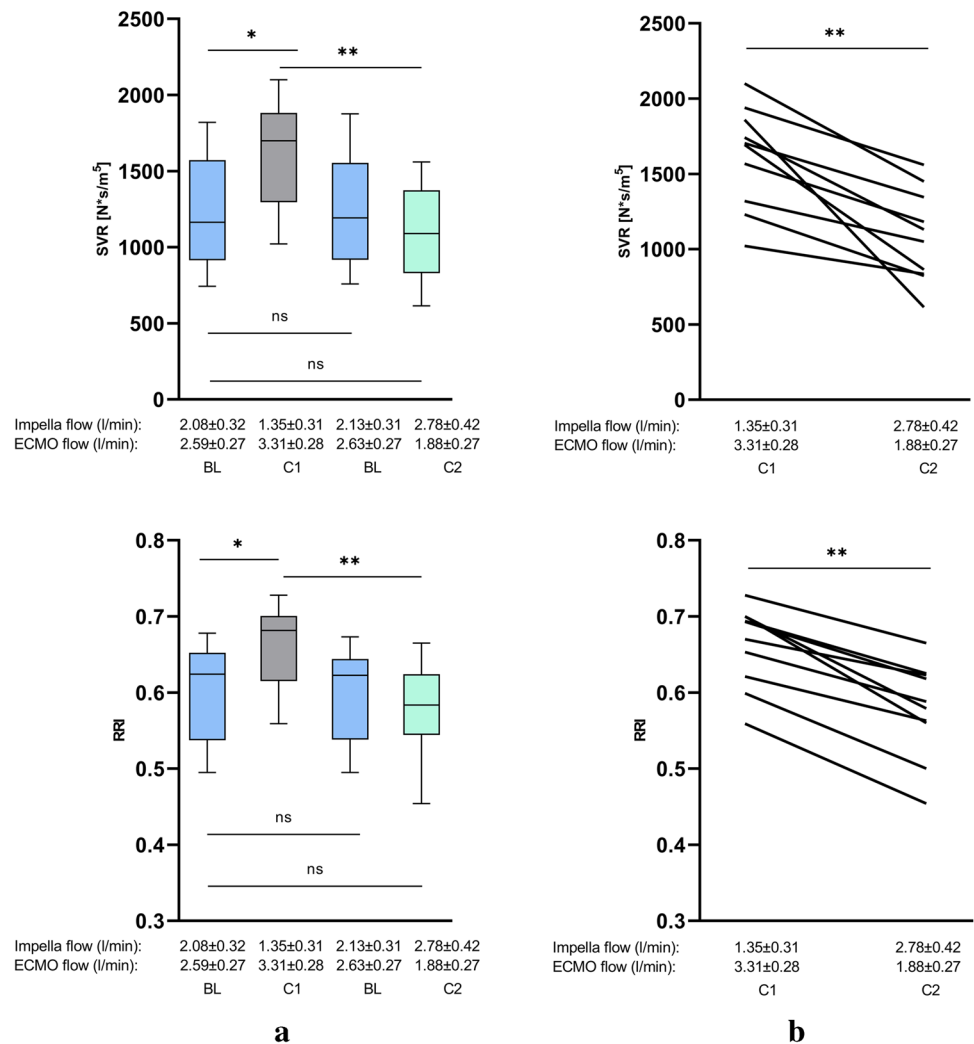 2500
2000
1500
1000
500
0
SVR [N*s/m⁵]
*
**
ns
ns
Impella flow (l/min): 2.08±0.32 1.35±0.31 2.13±0.31 2.78±0.42
ECMO flow (l/min): 2.59±0.27 3.31±0.28 2.63±0.27 1.88±0.27
BL C1 BL C2
2500
2000
1500
1000
500
0
SVR [N*s/m⁵]
**
Impella flow (l/min): 1.35±0.31 2.78±0.42
ECMO flow (l/min): 3.31±0.28 1.88±0.27
C1 C2
0.8
0.7
0.6
0.5
0.4
0.3
RRI
*
**
ns
ns
Impella flow (l/min): 2.08±0.32 1.35±0.31 2.13±0.31 2.78±0.42
ECMO flow (l/min): 2.59±0.27 3.31±0.28 2.63±0.27 1.88±0.27
BL C1 BL C2
0.8
0.7
0.6
0.5
0.4
0.3
RRI
**
Impella flow (l/min): 1.35±0.31 2.78±0.42
ECMO flow (l/min): 3.31±0.28 1.88±0.27
C1 C2
a
b